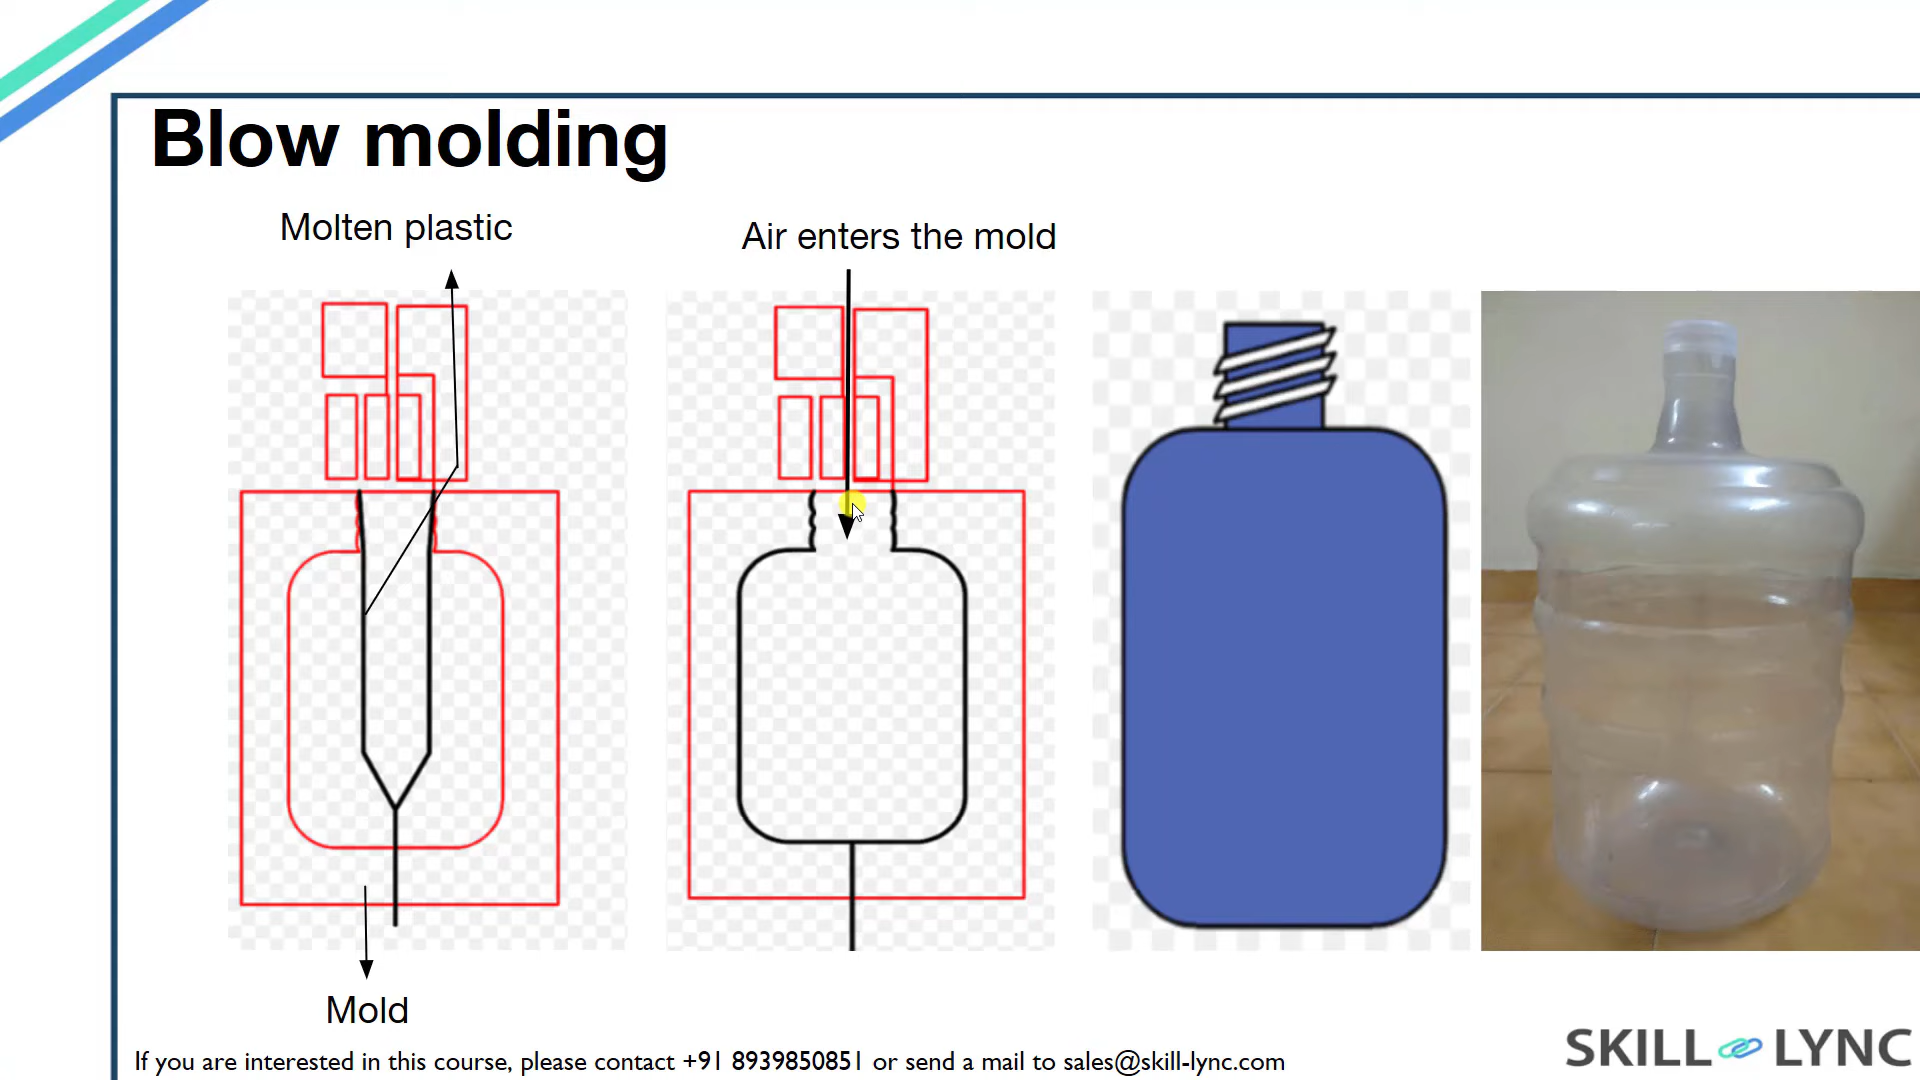 Blow molding
Molten plastic
Air enters the mold
Mold
If you are interested in this course, please contact +91 8939850851 or send a mail to sales@skill-lync.com
SKILL LYNC